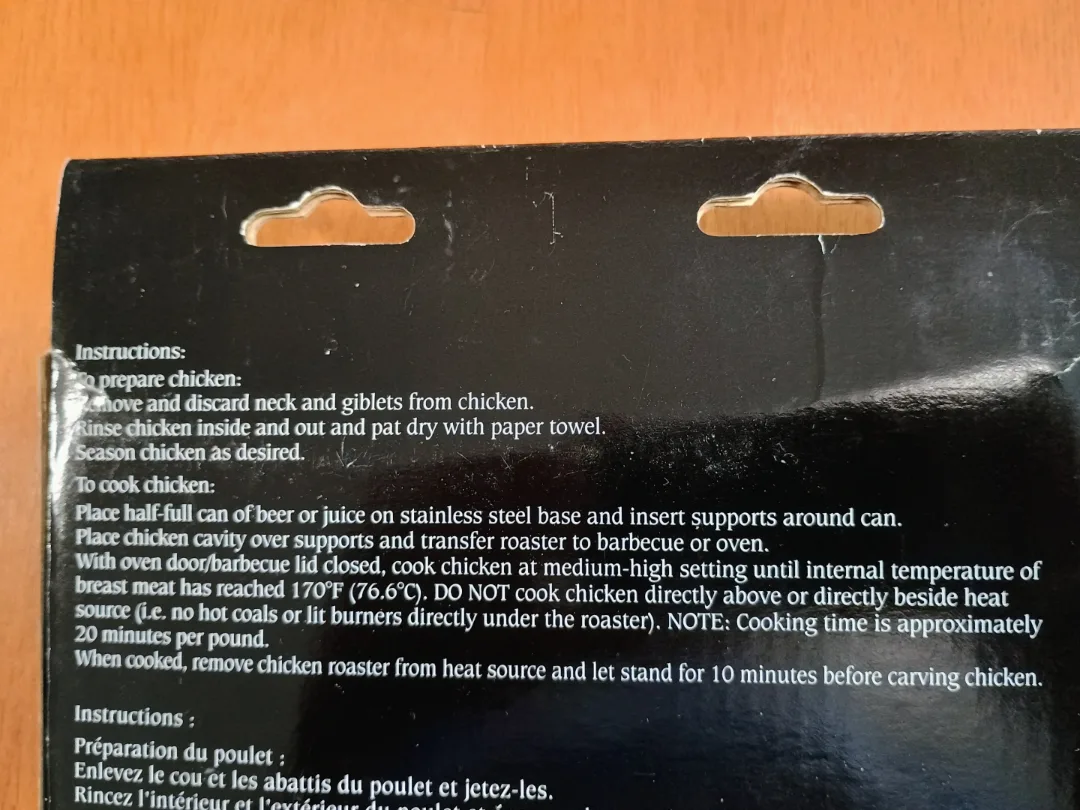 Instructions:
To prepare chicken:
Remove and discard neck and giblets from chicken.
Rinse chicken inside and out and pat dry with paper towel.
Season chicken as desired.
To cook chicken:
Place half-full can of beer or juice on stainless steel base and insert supports around can.
Place chicken cavity over supports and transfer roaster to barbecue or oven.
With oven door/barbecue lid closed, cook chicken at medium-high setting until internal temperature of
breast meat has reached 170°F (76.6°C). DO NOT cook chicken directly above or directly beside heat
source (i.e. no hot coals or lit burners directly under the roaster). NOTE: Cooking time is approximately
20 minutes per pound.
When cooked, remove chicken roaster from heat source and let stand for 10 minutes before carving chicken.
Instructions :
Préparation du poulet :
Enlevez le cou et les abattis du poulet et jetez-les.
Rincez l'intérieur et l'extérieur du poulet et